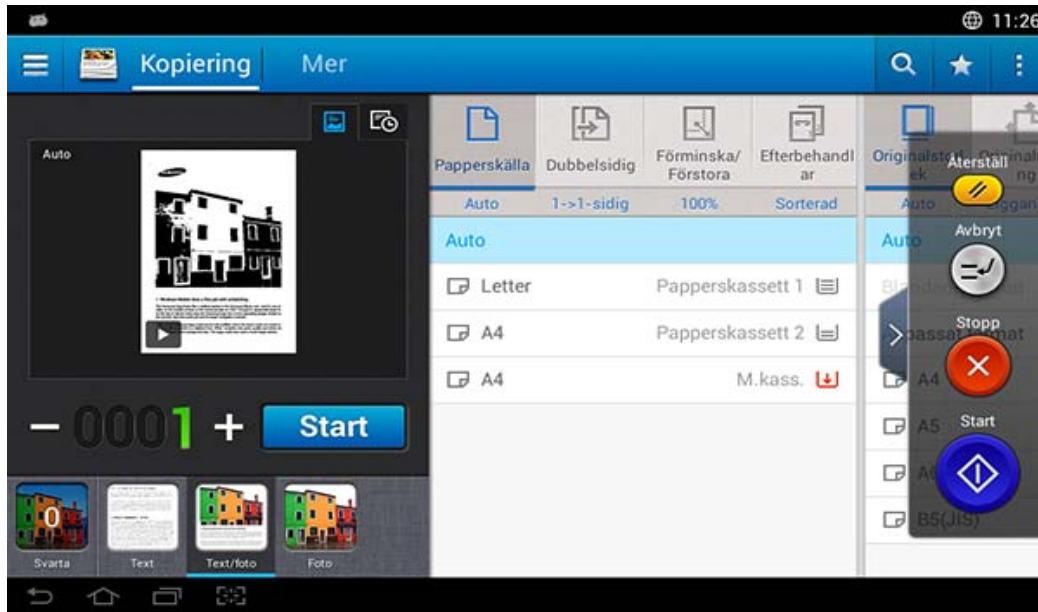 11:26
Kopiering
Mer
Auto
SAMSUNG
0001
Start
0
Svarta
Text
Text/foto
Foto
Papperskälla
Dubbelsidig
Förminska/
Förstora
Efterbehandl
ar
Auto
1->1-sidig
100%
Sorterad
Auto
Letter
Papperskassett 1
A4
Papperskassett 2
A4
M.kass.
Auto
A4
A5
B5(JIS)
Återställ
Avbryt
Stopp
Start